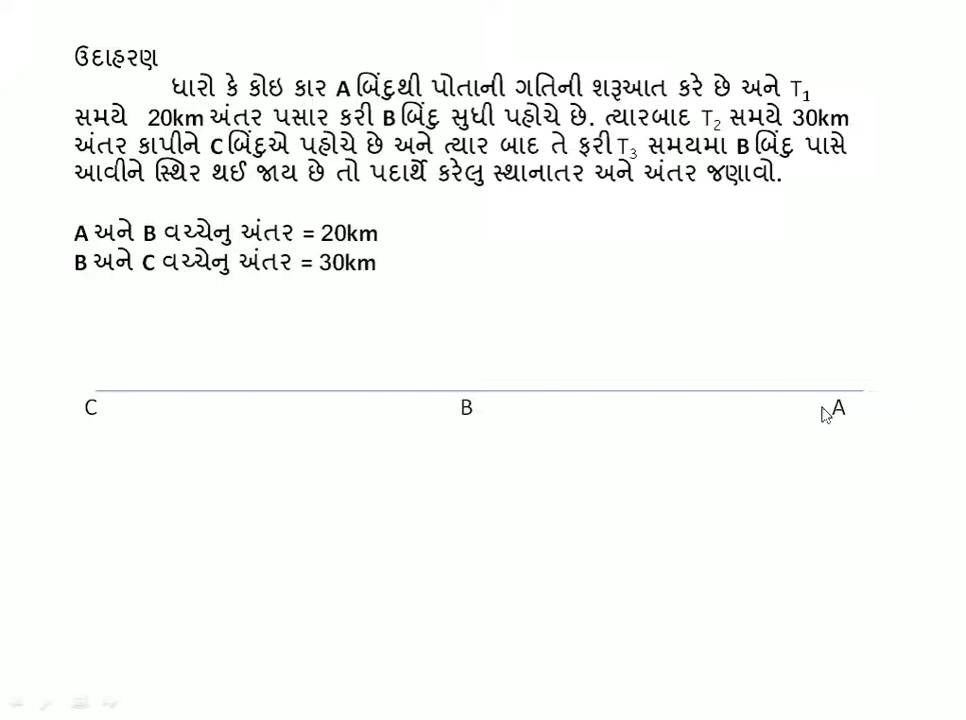 ઉદાહરણ
ધારો કે કોઇ કાર A બિંદુથી પોતાની ગતિની શરૂઆત કરે છે અને T₁
સમયે 20km અંતર પસાર કરી B બિંદુ સુધી પહોચે છે. ત્યારબાદ T₂ સમયે 30km
અંતર કાપીને C બિંદુએ પહોચે છે અને ત્યાર બાદ તે ફરી T₃ સમયમા B બિંદુ પાસે
આવીને સ્થિર થઈ જાય છે તો પદાર્થે કરેલુ સ્થાનાતર અને અંતર જણાવો.
A અને B વચ્ચેનુ અંતર = 20km
B અને C વચ્ચેનુ અંતર = 30km
C B A